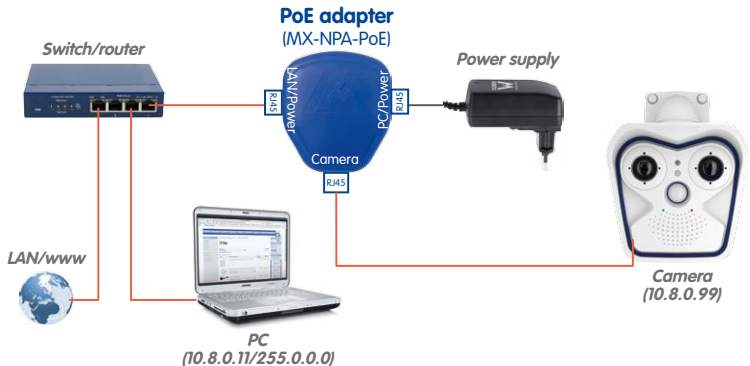 PoE adapter
(MX-NPA-PoE)
Switch/router
Power supply
RJ45
LAN/Power
PC/Power
RJ45
Camera
RJ45
LAN/www
PC
(10.8.0.11/255.0.0.0)
Camera
(10.8.0.99)